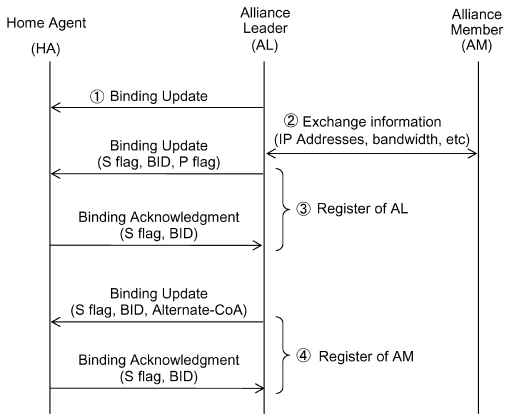 Home Agent
(HA)
Alliance
Leader
(AL)
Alliance
Member
(AM)
① Binding Update
② Exchange information
(IP Addresses, bandwidth, etc)
Binding Update
(S flag, BID, P flag)
③ Register of AL
Binding Acknowledgment
(S flag, BID)
Binding Update
(S flag, BID, Alternate-CoA)
④ Register of AM
Binding Acknowledgment
(S flag, BID)